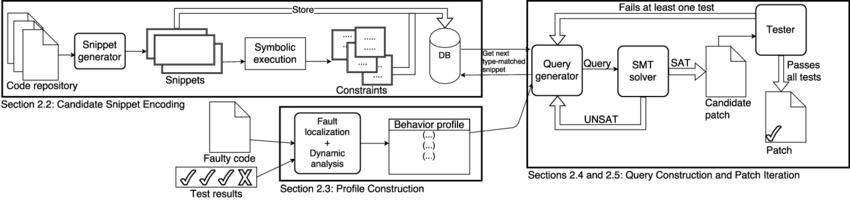 Store
Code repository
Snippet
generator
Snippets
Symbolic
execution
....
.....
....
....
....
.....
Constraints
DB
Section 2.2: Candidate Snippet Encoding
Get next
type-matched
snippet
Faulty code
Test results
Fault
localization
+
Dynamic
analysis
Behavior profile
(...)
(...)
(...)
Section 2.3: Profile Construction
Fails at least one test
Query
generator
Query
SMT
solver
SAT
UNSAT
Candidate
patch
Tester
Passes
all tests
Patch
Sections 2.4 and 2.5: Query Construction and Patch Iteration